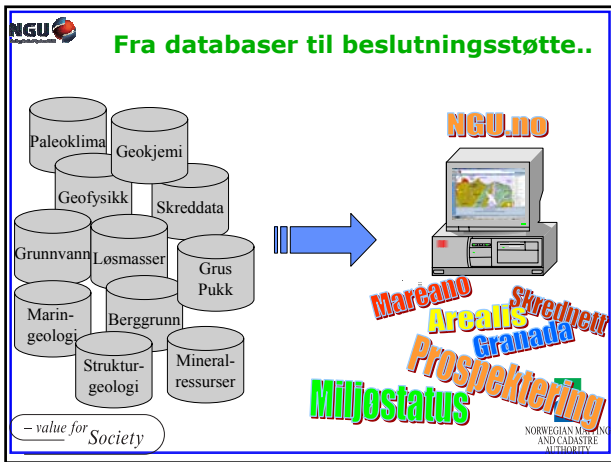 NGU
Fra databaser til beslutningsstøtte..
Paleoklima
Geokjemi
Geofysikk
Skreddata
Grunnvann
Løsmasser
Grus
Pukk
Marin-
geologi
Berggrunn
Struktur-
geologi
Mineral-
ressurser
NGU.no
Mareano
Skrednett
Arealis
Granada
Prospektering
Miljøstatus
– value for Society
NORWEGIAN MAPPING
AND CADASTRE
AUTHORITY